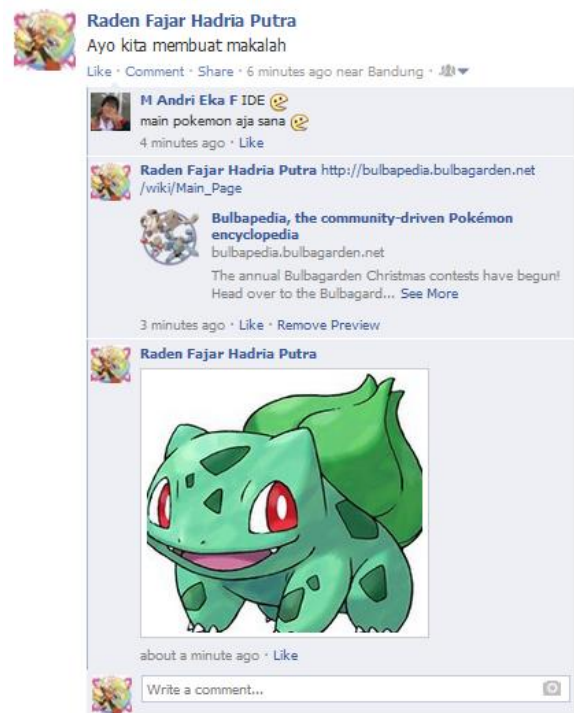 Raden Fajar Hadria Putra
Ayo kita membuat makalah
Like · Comment · Share · 6 minutes ago near Bandung ·
M Andri Eka F IDE
main pokemon aja sana
4 minutes ago · Like
Raden Fajar Hadria Putra http://bulbapedia.bulbagarden.net
/wiki/Main_Page
Bulbapedia, the community-driven Pokémon
encyclopedia
bulbapedia.bulbagarden.net
The annual Bulbagarden Christmas contests have begun!
Head over to the Bulbagard... See More
3 minutes ago · Like · Remove Preview
Raden Fajar Hadria Putra
about a minute ago · Like
Write a comment...